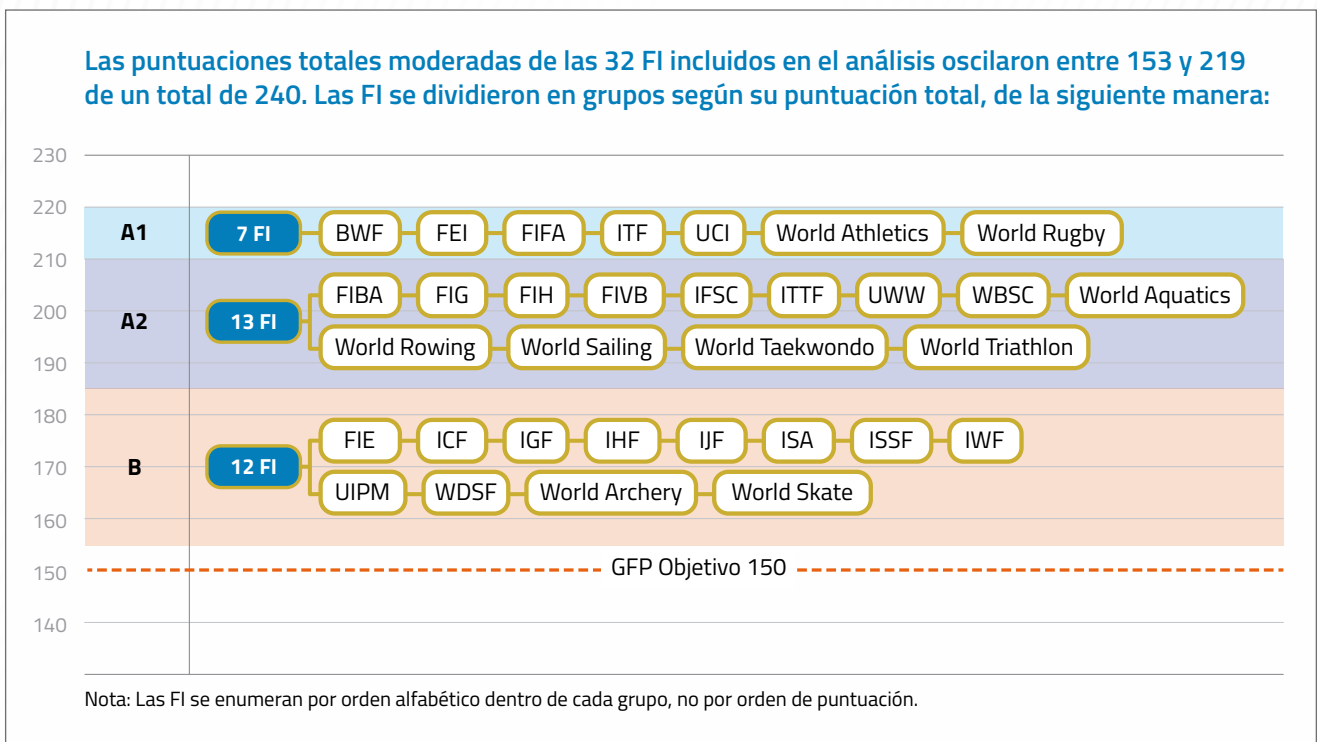 Las puntuaciones totales moderadas de las 32 FI incluidos en el análisis oscilaron entre 153 y 219
de un total de 240. Las FI se dividieron en grupos según su puntuación total, de la siguiente manera:
230
220
A1 7 FI BWF FEI FIFA ITF UCI World Athletics World Rugby
210
FIBA FIG FIH FIVB IFSC ITTF UWW WBSC World Aquatics
200
A2 13 FI
World Rowing World Sailing World Taekwondo World Triathlon
190
180
FIE ICF IGF IHF IJF ISA ISSF IWF
170
B 12 FI
UIPM WDSF World Archery World Skate
160
GFP Objetivo 150
150
140
Nota: Las FI se enumeran por orden alfabético dentro de cada grupo, no por orden de puntuación.